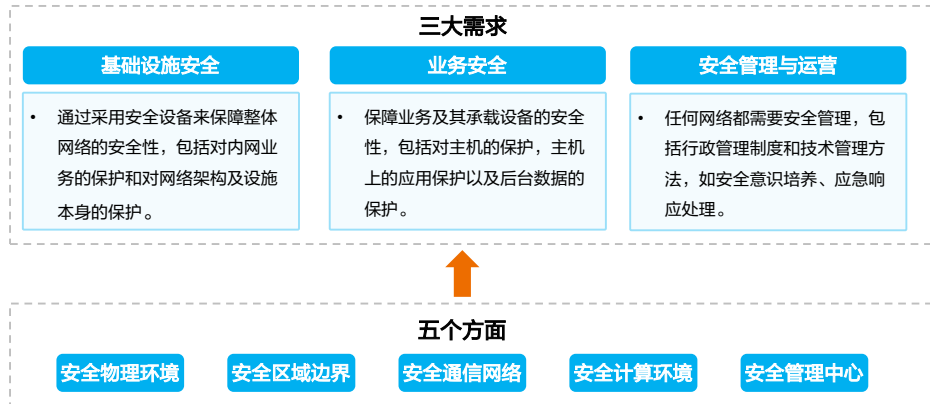 三大需求
基础设施安全
• 通过采用安全设备来保障整体
网络的安全性，包括对内网业
务的保护和对网络架构及设施
本身的保护。
业务安全
• 保障业务及其承载设备的安全
性，包括对主机的保护，主机
上的应用保护以及后台数据的
保护。
安全管理与运营
• 任何网络都需要安全管理，包
括行政管理制度和技术管理方
法，如安全意识培养、应急响
应处理。
五个方面
安全物理环境
安全区域边界
安全通信网络
安全计算环境
安全管理中心